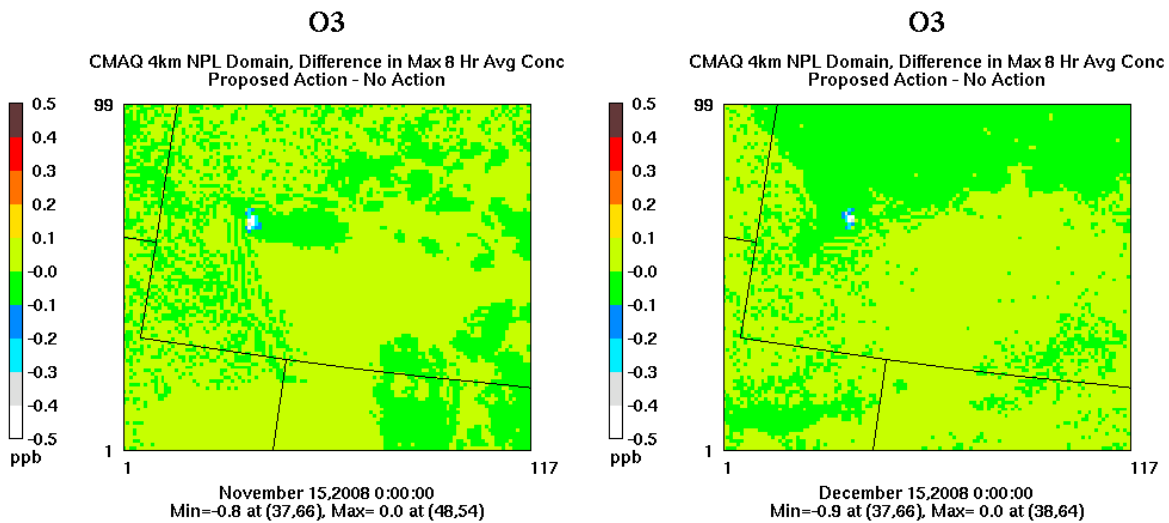 O3
CMAQ 4km NPL Domain, Difference in Max 8 Hr Avg Conc
Proposed Action - No Action
0.5
0.4
0.3
0.2
0.1
-0.0
-0.1
-0.2
-0.3
-0.4
-0.5
ppb
99
1
1
117
November 15,2008 0:00:00
Min=-0.8 at (37,66), Max= 0.0 at (48,54)
O3
CMAQ 4km NPL Domain, Difference in Max 8 Hr Avg Conc
Proposed Action - No Action
0.5
0.4
0.3
0.2
0.1
-0.0
-0.1
-0.2
-0.3
-0.4
-0.5
ppb
99
1
1
117
December 15,2008 0:00:00
Min=-0.9 at (37,66), Max= 0.0 at (38,64)